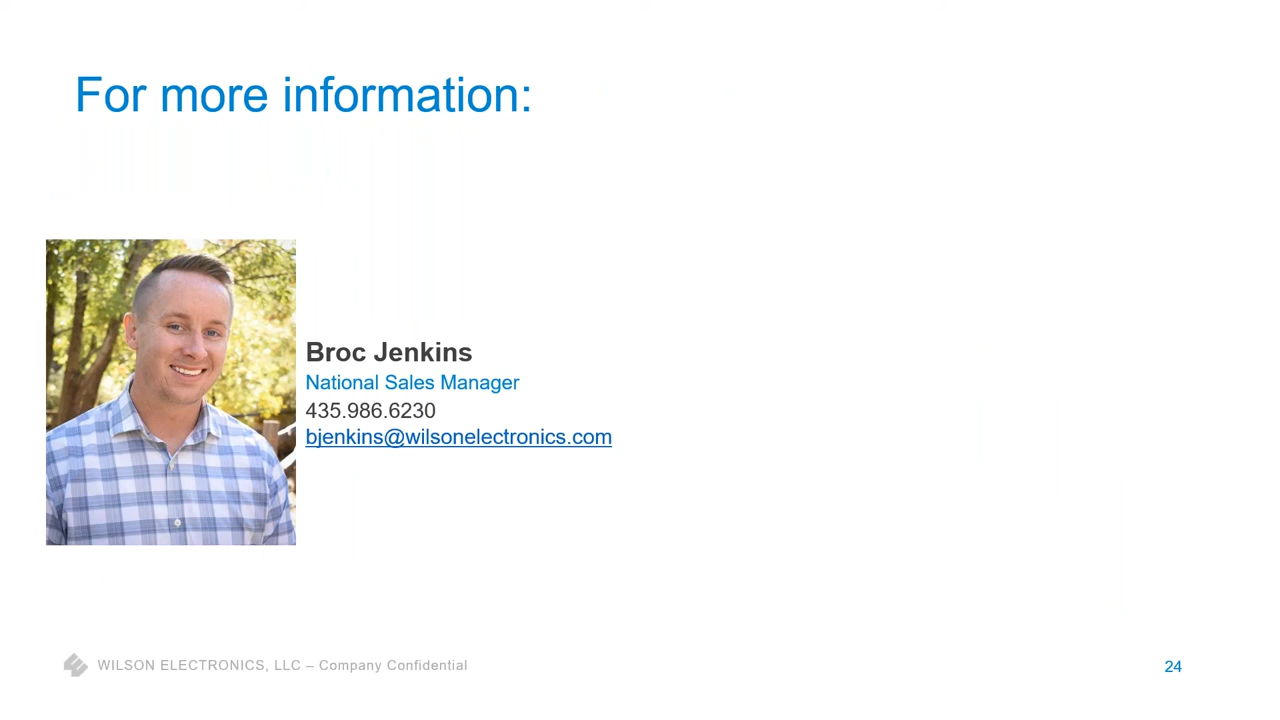 For more information:
Broc Jenkins
National Sales Manager
435.986.6230
bjenkins@wilsonelectronics.com
WILSON ELECTRONICS, LLC – Company Confidential
24